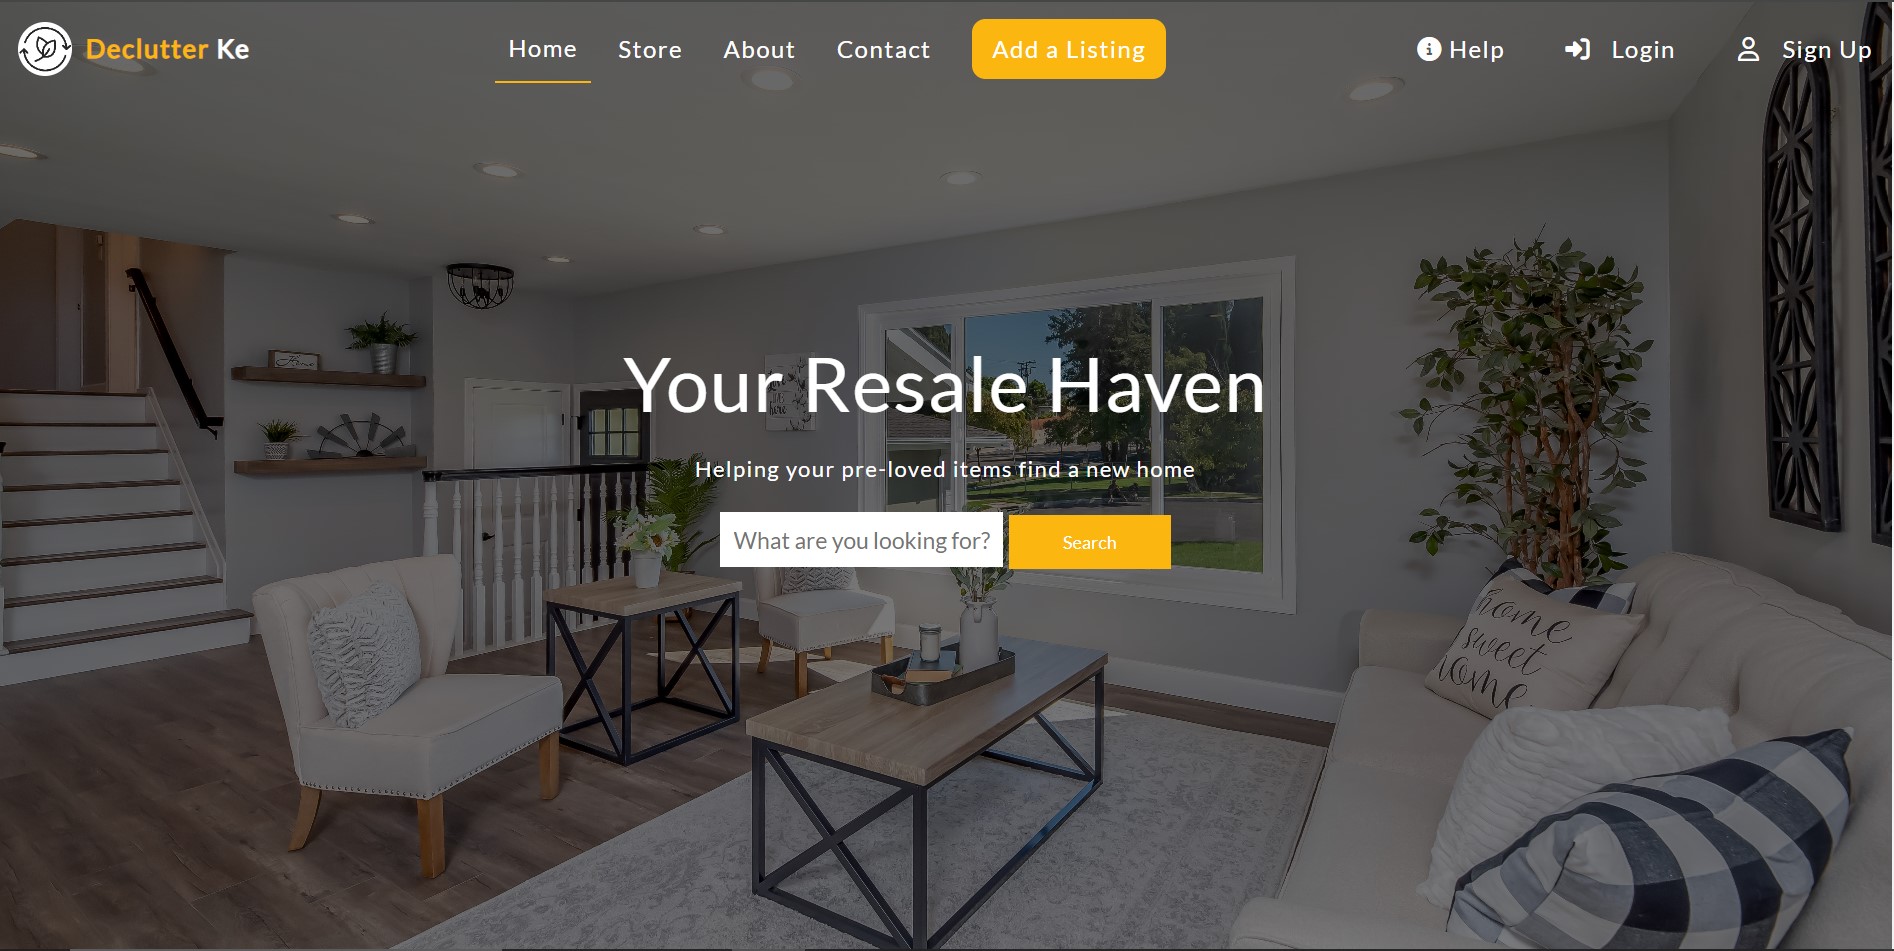 Declutter Ke
Home
Store
About
Contact
Add a Listing
Help
Login
Sign Up
Your Resale Haven
Helping your pre-loved items find a new home
What are you looking for?
Search
home
sweet
home